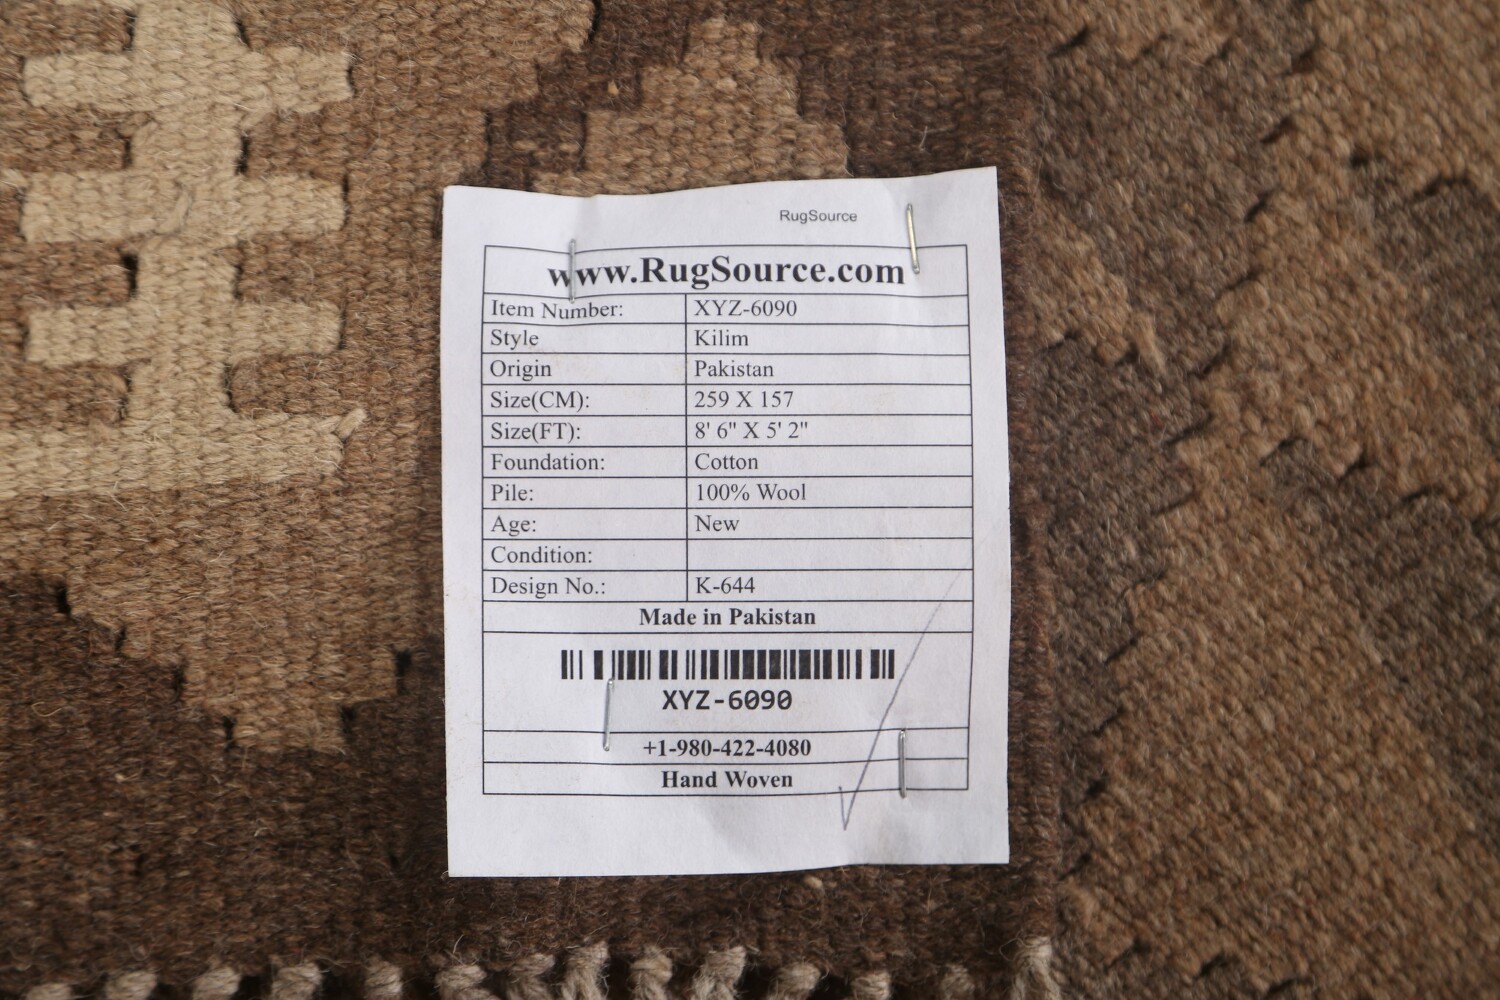 RugSource
www.RugSource.com
Item Number: XYZ-6090
Style Kilim
Origin Pakistan
Size(CM): 259 X 157
Size(FT): 8' 6" X 5' 2"
Foundation: Cotton
Pile: 100% Wool
Age: New
Condition:
Design No.: K-644
Made in Pakistan
XYZ-6090
+1-980-422-4080
Hand Woven